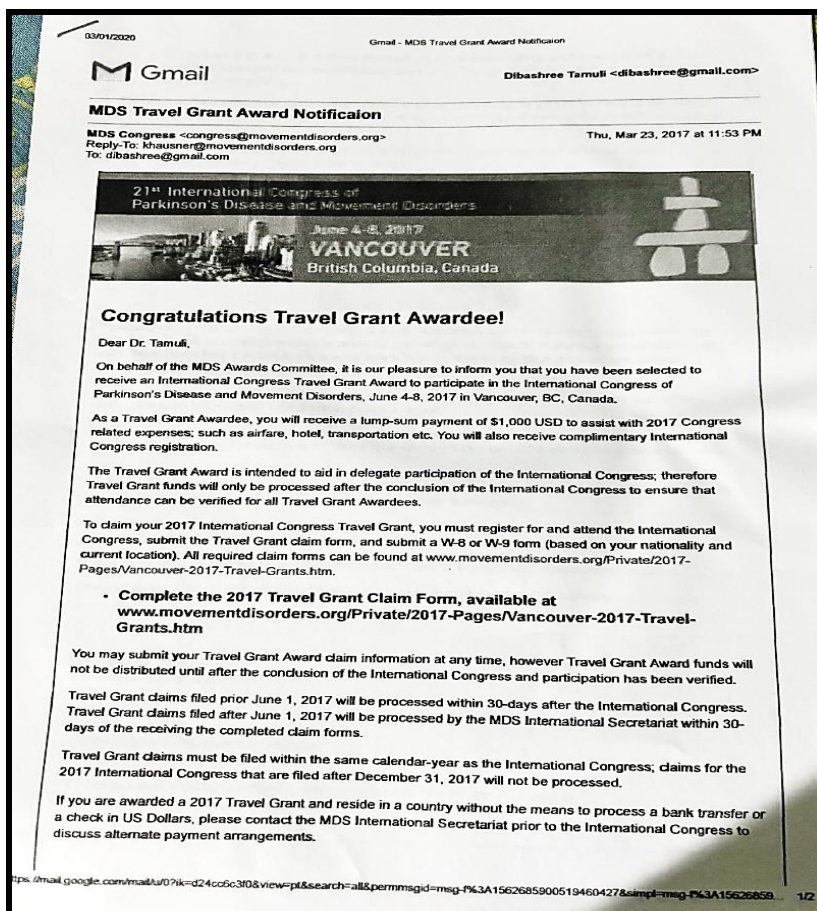 03/01/2020
Gmail - MDS Travel Grant Award Notificaion
Gmail
Dibashree Tamuli <dibashree@gmail.com>
MDS Travel Grant Award Notificaion
MDS Congress <congress@movementdisorders.org>
Thu, Mar 23, 2017 at 11:53 PM
Reply-To: khausner@movementdisorders.org
To: dibashree@gmail.com
21st International Congress of
Parkinson's Disease and Movement Disorders
June 4-8, 2017
VANCOUVER
British Columbia, Canada
Congratulations Travel Grant Awardee!
Dear Dr. Tamuli,
On behalf of the MDS Awards Committee, it is our pleasure to inform you that you have been selected to
receive an International Congress Travel Grant Award to participate in the International Congress of
Parkinson's Disease and Movement Disorders, June 4-8, 2017 in Vancouver, BC, Canada.
As a Travel Grant Awardee, you will receive a lump-sum payment of $1,000 USD to assist with 2017 Congress
related expenses; such as airfare, hotel, transportation etc. You will also receive complimentary International
Congress registration.
The Travel Grant Award is intended to aid in delegate participation of the International Congress; therefore
Travel Grant funds will only be processed after the conclusion of the International Congress to ensure that
attendance can be verified for all Travel Grant Awardees.
To claim your 2017 International Congress Travel Grant, you must register for and attend the International
Congress, submit the Travel Grant claim form, and submit a W-8 or W-9 form (based on your nationality and
current location). All required claim forms can be found at www.movementdisorders.org/Private/2017-
Pages/Vancouver-2017-Travel-Grants.htm.
• Complete the 2017 Travel Grant Claim Form, available at
www.movementdisorders.org/Private/2017-Pages/Vancouver-2017-Travel-
Grants.htm
You may submit your Travel Grant Award claim information at any time, however Travel Grant Award funds will
not be distributed until after the conclusion of the International Congress and participation has been verified.
Travel Grant claims filed prior June 1, 2017 will be processed within 30-days after the International Congress.
Travel Grant claims filed after June 1, 2017 will be processed by the MDS International Secretariat within 30-
days of the receiving the completed claim forms.
Travel Grant claims must be filed within the same calendar-year as the International Congress; claims for the
2017 International Congress that are filed after December 31, 2017 will not be processed.
If you are awarded a 2017 Travel Grant and reside in a country without the means to process a bank transfer or
a check in US Dollars, please contact the MDS International Secretariat prior to the International Congress to
discuss alternate payment arrangements.
ttps://mail.google.com/mail/u/0?ik=d24cc6c3f0&view=pt&search=all&permmsgid=msg-f%3A1562685900519460427&simpl=msg-f%3A15626859... 1/2